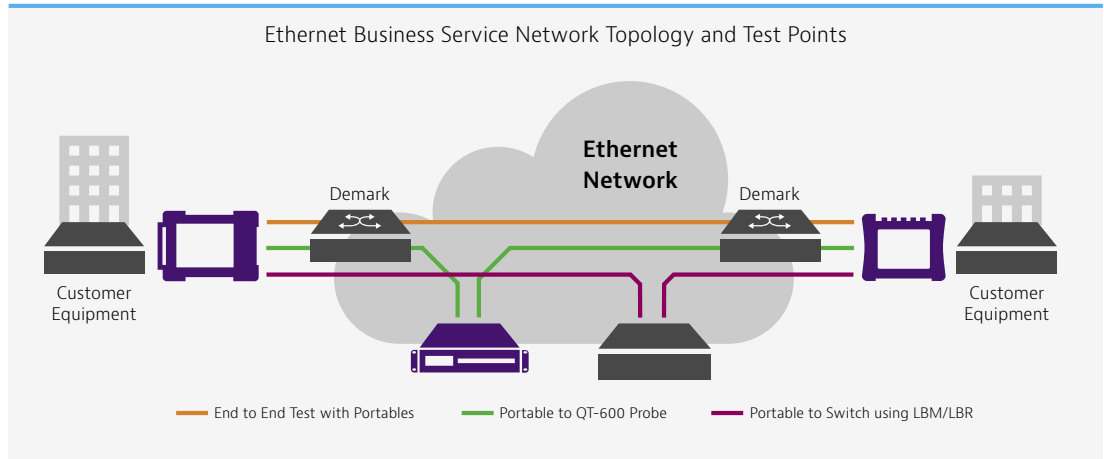 Ethernet Business Service Network Topology and Test Points
Ethernet
Network
Demark
Demark
Customer
Equipment
Customer
Equipment
End to End Test with Portables
Portable to QT-600 Probe
Portable to Switch using LBM/LBR